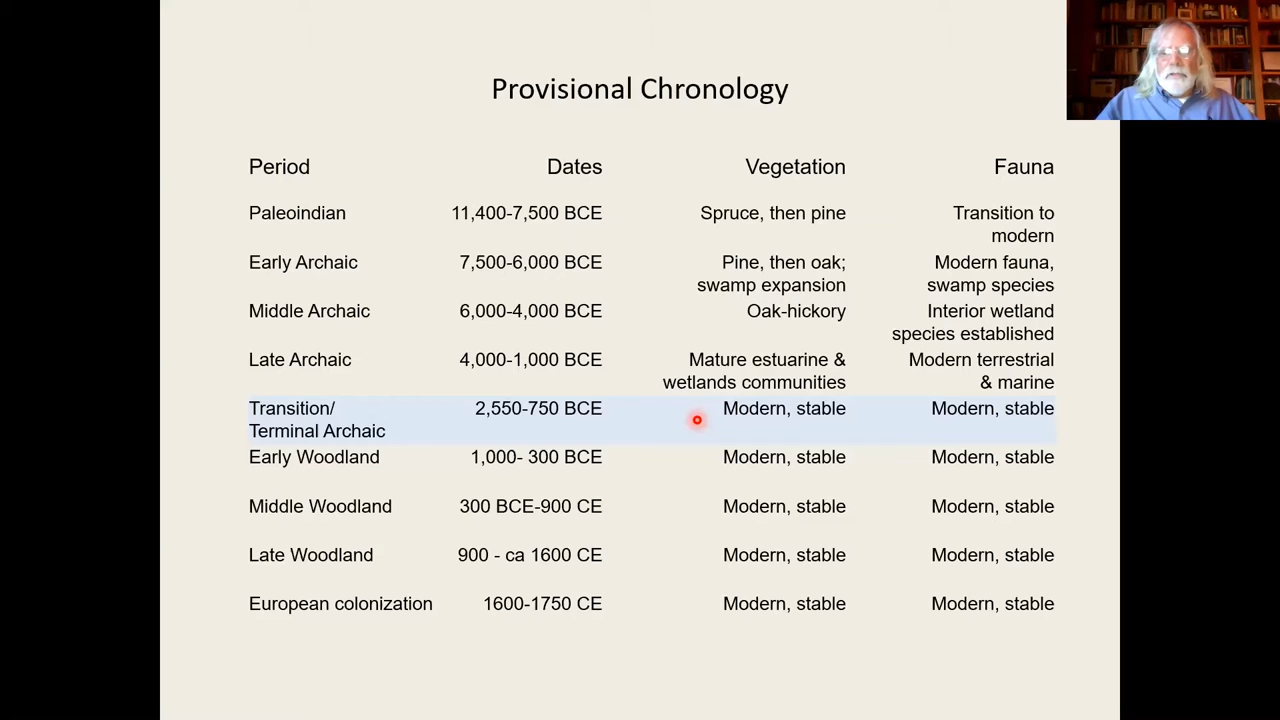 Provisional Chronology
Period Dates Vegetation Fauna
Paleoindian 11,400-7,500 BCE Spruce, then pine Transition to
modern
Early Archaic 7,500-6,000 BCE Pine, then oak; Modern fauna,
swamp expansion swamp species
Middle Archaic 6,000-4,000 BCE Oak-hickory Interior wetland
species established
Late Archaic 4,000-1,000 BCE Mature estuarine & Modern terrestrial
wetlands communities & marine
Transition/ 2,550-750 BCE Modern, stable Modern, stable
Terminal Archaic
Early Woodland 1,000- 300 BCE Modern, stable Modern, stable
Middle Woodland 300 BCE-900 CE Modern, stable Modern, stable
Late Woodland 900 - ca 1600 CE Modern, stable Modern, stable
European colonization 1600-1750 CE Modern, stable Modern, stable